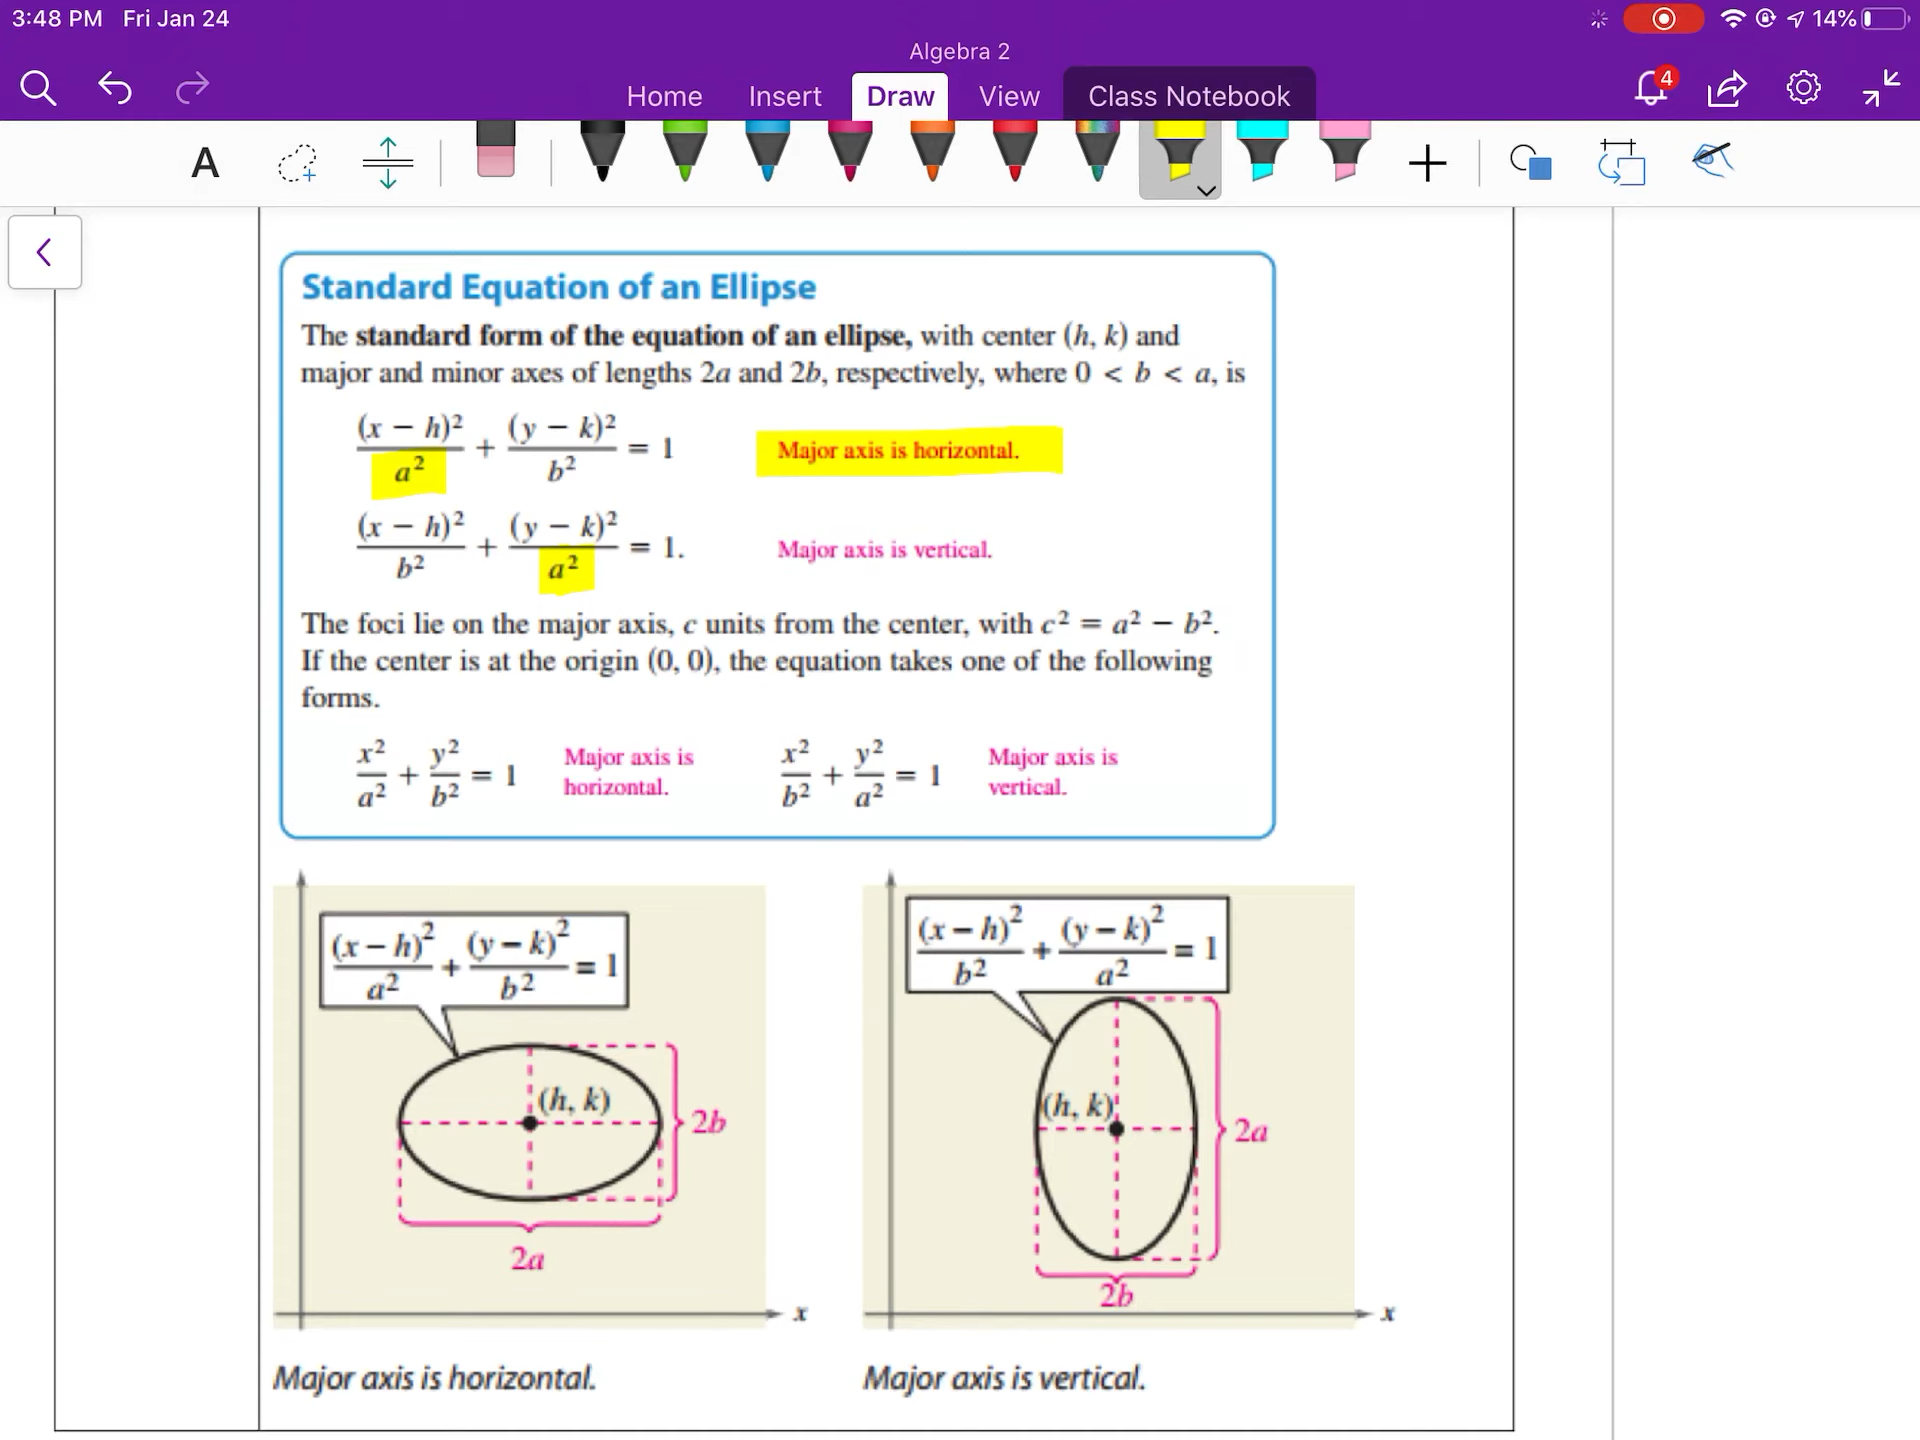 3:48 PM Fri Jan 24
14%
Algebra 2
Home Insert Draw View Class Notebook
4
A
Standard Equation of an Ellipse
The standard form of the equation of an ellipse, with center (h, k) and
major and minor axes of lengths 2a and 2b, respectively, where 0 < b < a, is
(x − h)²/a² + (y − k)²/b² = 1 Major axis is horizontal.
(x − h)²/b² + (y − k)²/a² = 1. Major axis is vertical.
The foci lie on the major axis, c units from the center, with c² = a² − b².
If the center is at the origin (0, 0), the equation takes one of the following
forms.
x²/a² + y²/b² = 1 Major axis is
horizontal.
x²/b² + y²/a² = 1 Major axis is
vertical.
(x − h)²/a² + (y − k)²/b² = 1
(h, k)
2b
2a
x
Major axis is horizontal.
(x − h)²/b² + (y − k)²/a² = 1
(h, k)
2a
2b
x
Major axis is vertical.